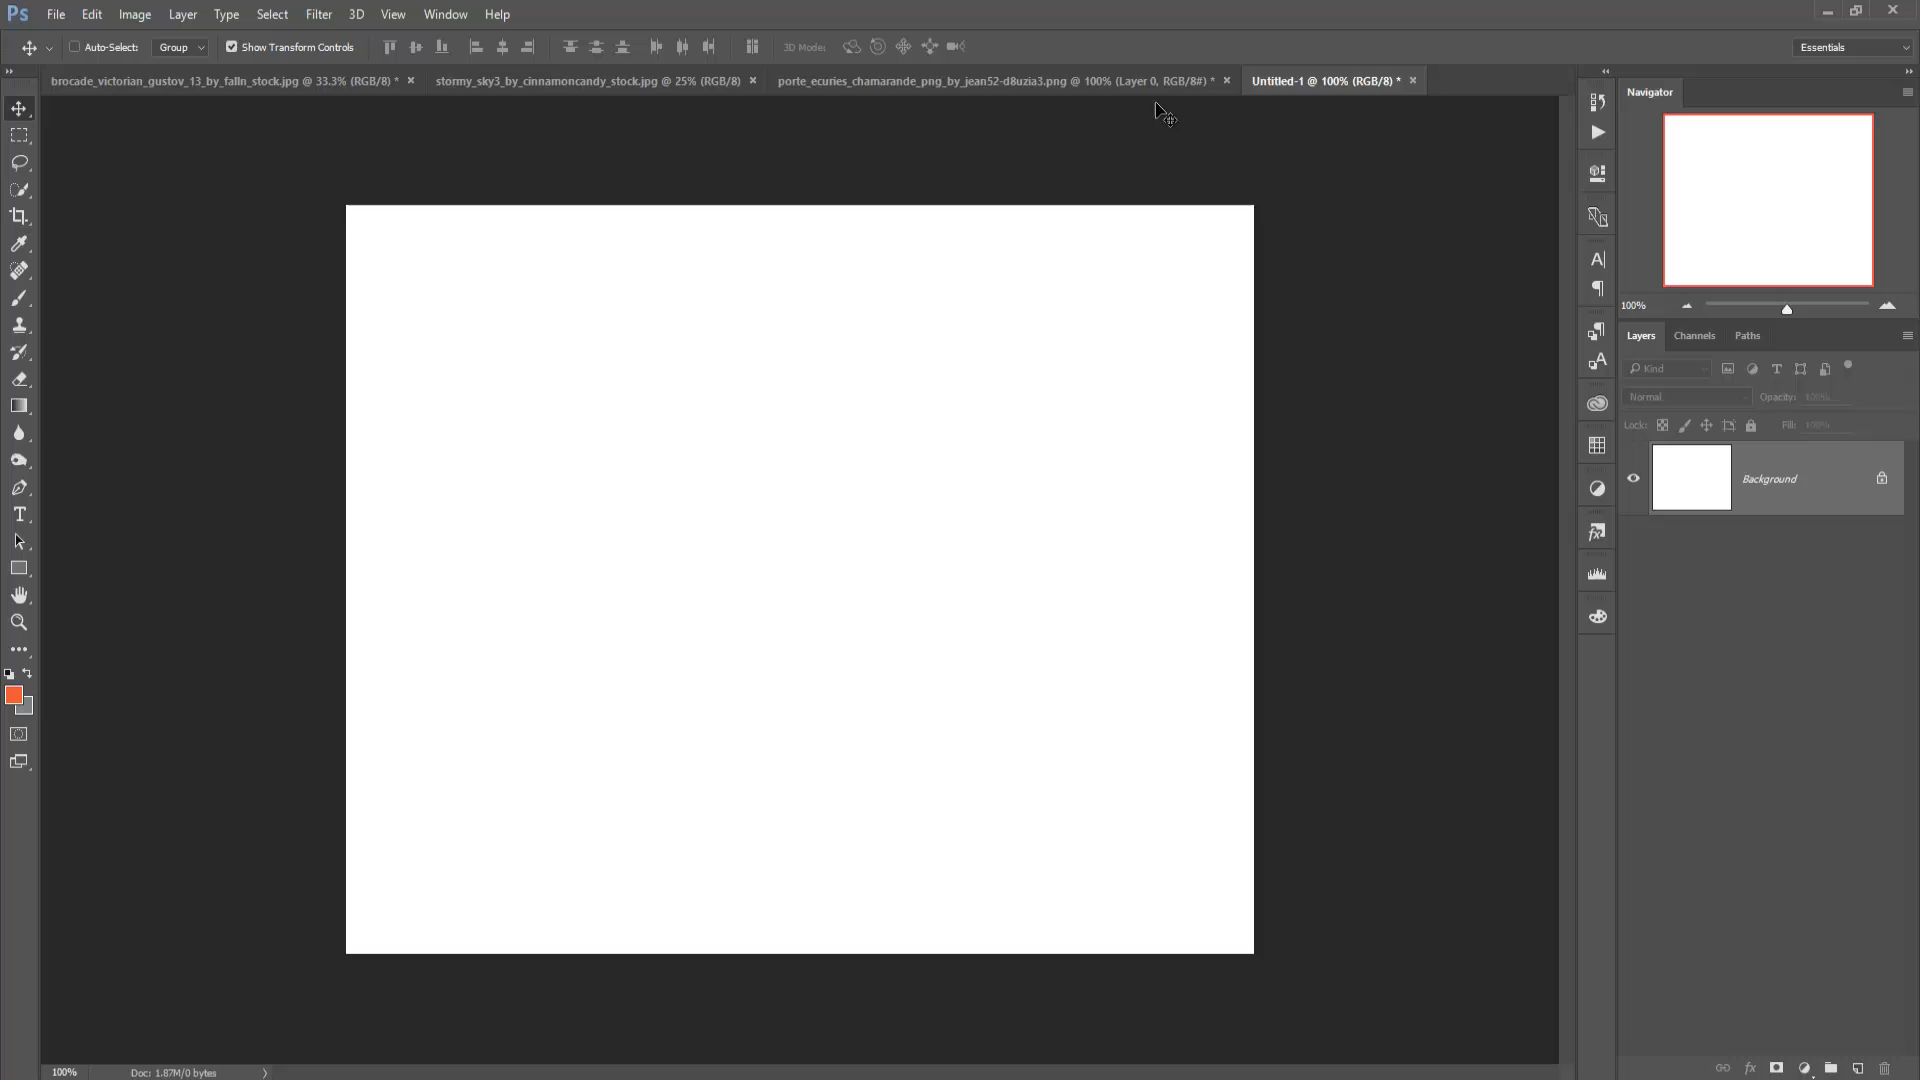 Ps File Edit Image Layer Type Select Filter 3D View Window Help
Auto-Select: Group Show Transform Controls 3D Mode: Essentials
brocade_victorian_gustov_13_by_falln_stock.jpg @ 33.3% (RGB/8) * stormy_sky3_by_cinnamoncandy_stock.jpg @ 25% (RGB/8) porte_ecuries_chamarande_png_by_jean52-d8uzia3.png @ 100% (Layer 0, RGB/8#) * Untitled-1 @ 100% (RGB/8) *
Navigator
100%
Layers Channels Paths
Kind
Normal Opacity: 100%
Lock: Fill: 100%
Background
100% Doc: 1.87M/0 bytes